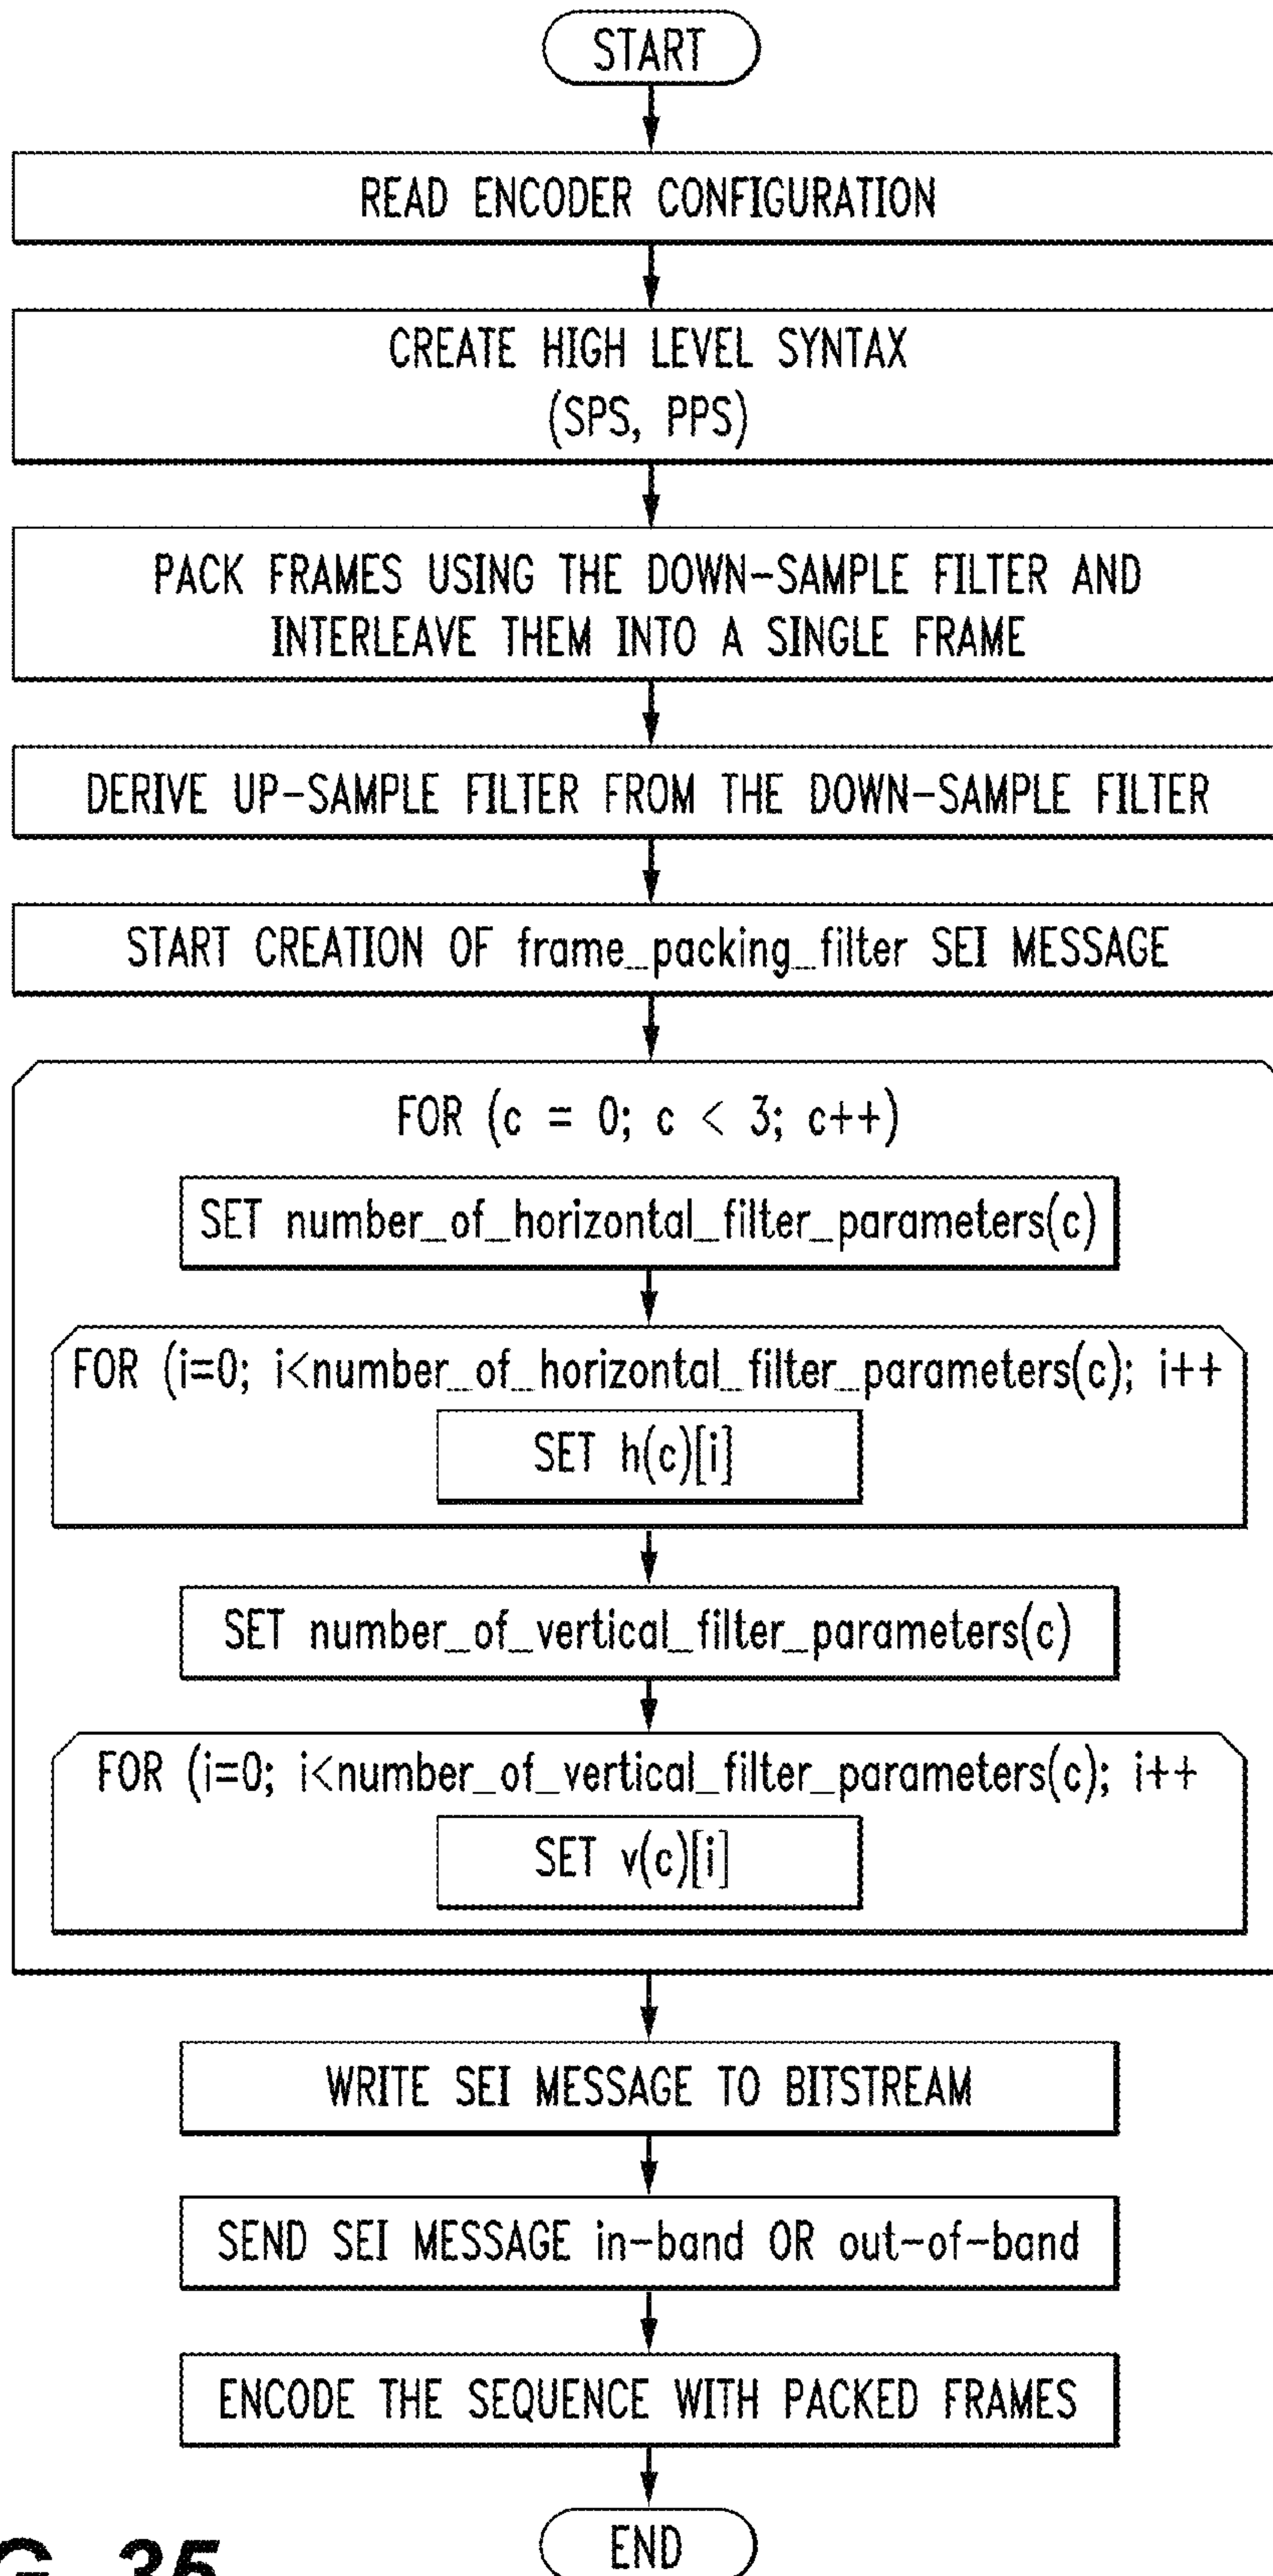 START
READ ENCODER CONFIGURATION
CREATE HIGH LEVEL SYNTAX
(SPS, PPS)
PACK FRAMES USING THE DOWN-SAMPLE FILTER AND
INTERLEAVE THEM INTO A SINGLE FRAME
DERIVE UP-SAMPLE FILTER FROM THE DOWN-SAMPLE FILTER
START CREATION OF frame_packing_filter SEI MESSAGE
FOR (c = 0; c < 3; c++)
SET number_of_horizontal_filter_parameters(c)
FOR (i=0; i<number_of_horizontal_filter_parameters(c); i++
SET h(c)[i]
SET number_of_vertical_filter_parameters(c)
FOR (i=0; i<number_of_vertical_filter_parameters(c); i++
SET v(c)[i]
WRITE SEI MESSAGE TO BITSTREAM
SEND SEI MESSAGE in-band OR out-of-band
ENCODE THE SEQUENCE WITH PACKED FRAMES
END
G. 35